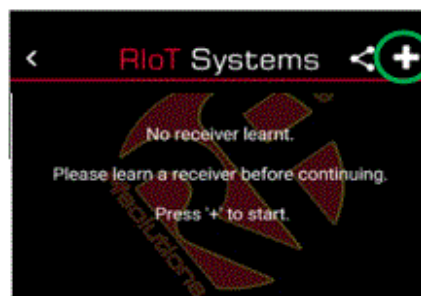 RIoT Systems
No receiver learnt.
Please learn a receiver before continuing.
Press '+' to start.